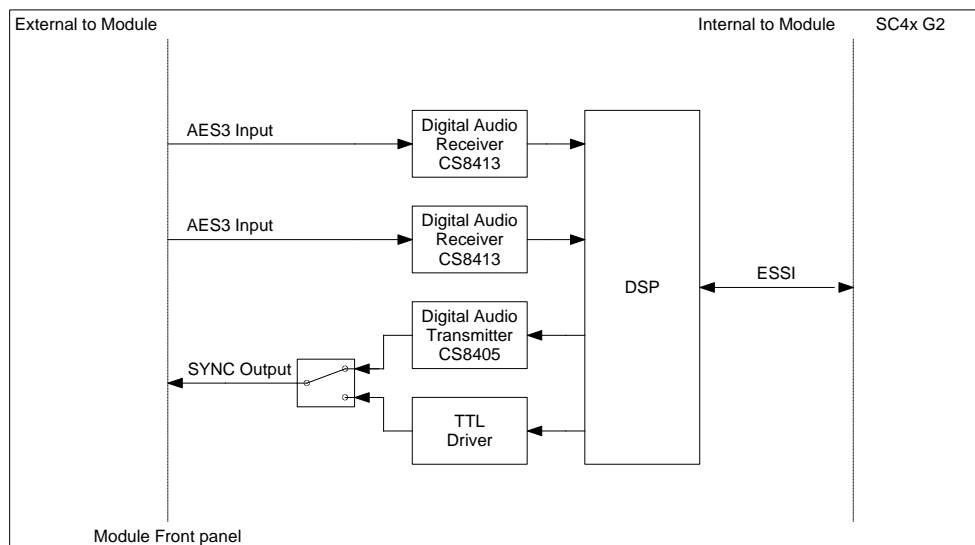 External to Module
Internal to Module
SC4x G2
AES3 Input
Digital Audio
Receiver
CS8413
AES3 Input
Digital Audio
Receiver
CS8413
DSP
ESSI
Digital Audio
Transmitter
CS8405
SYNC Output
TTL
Driver
Module Front panel